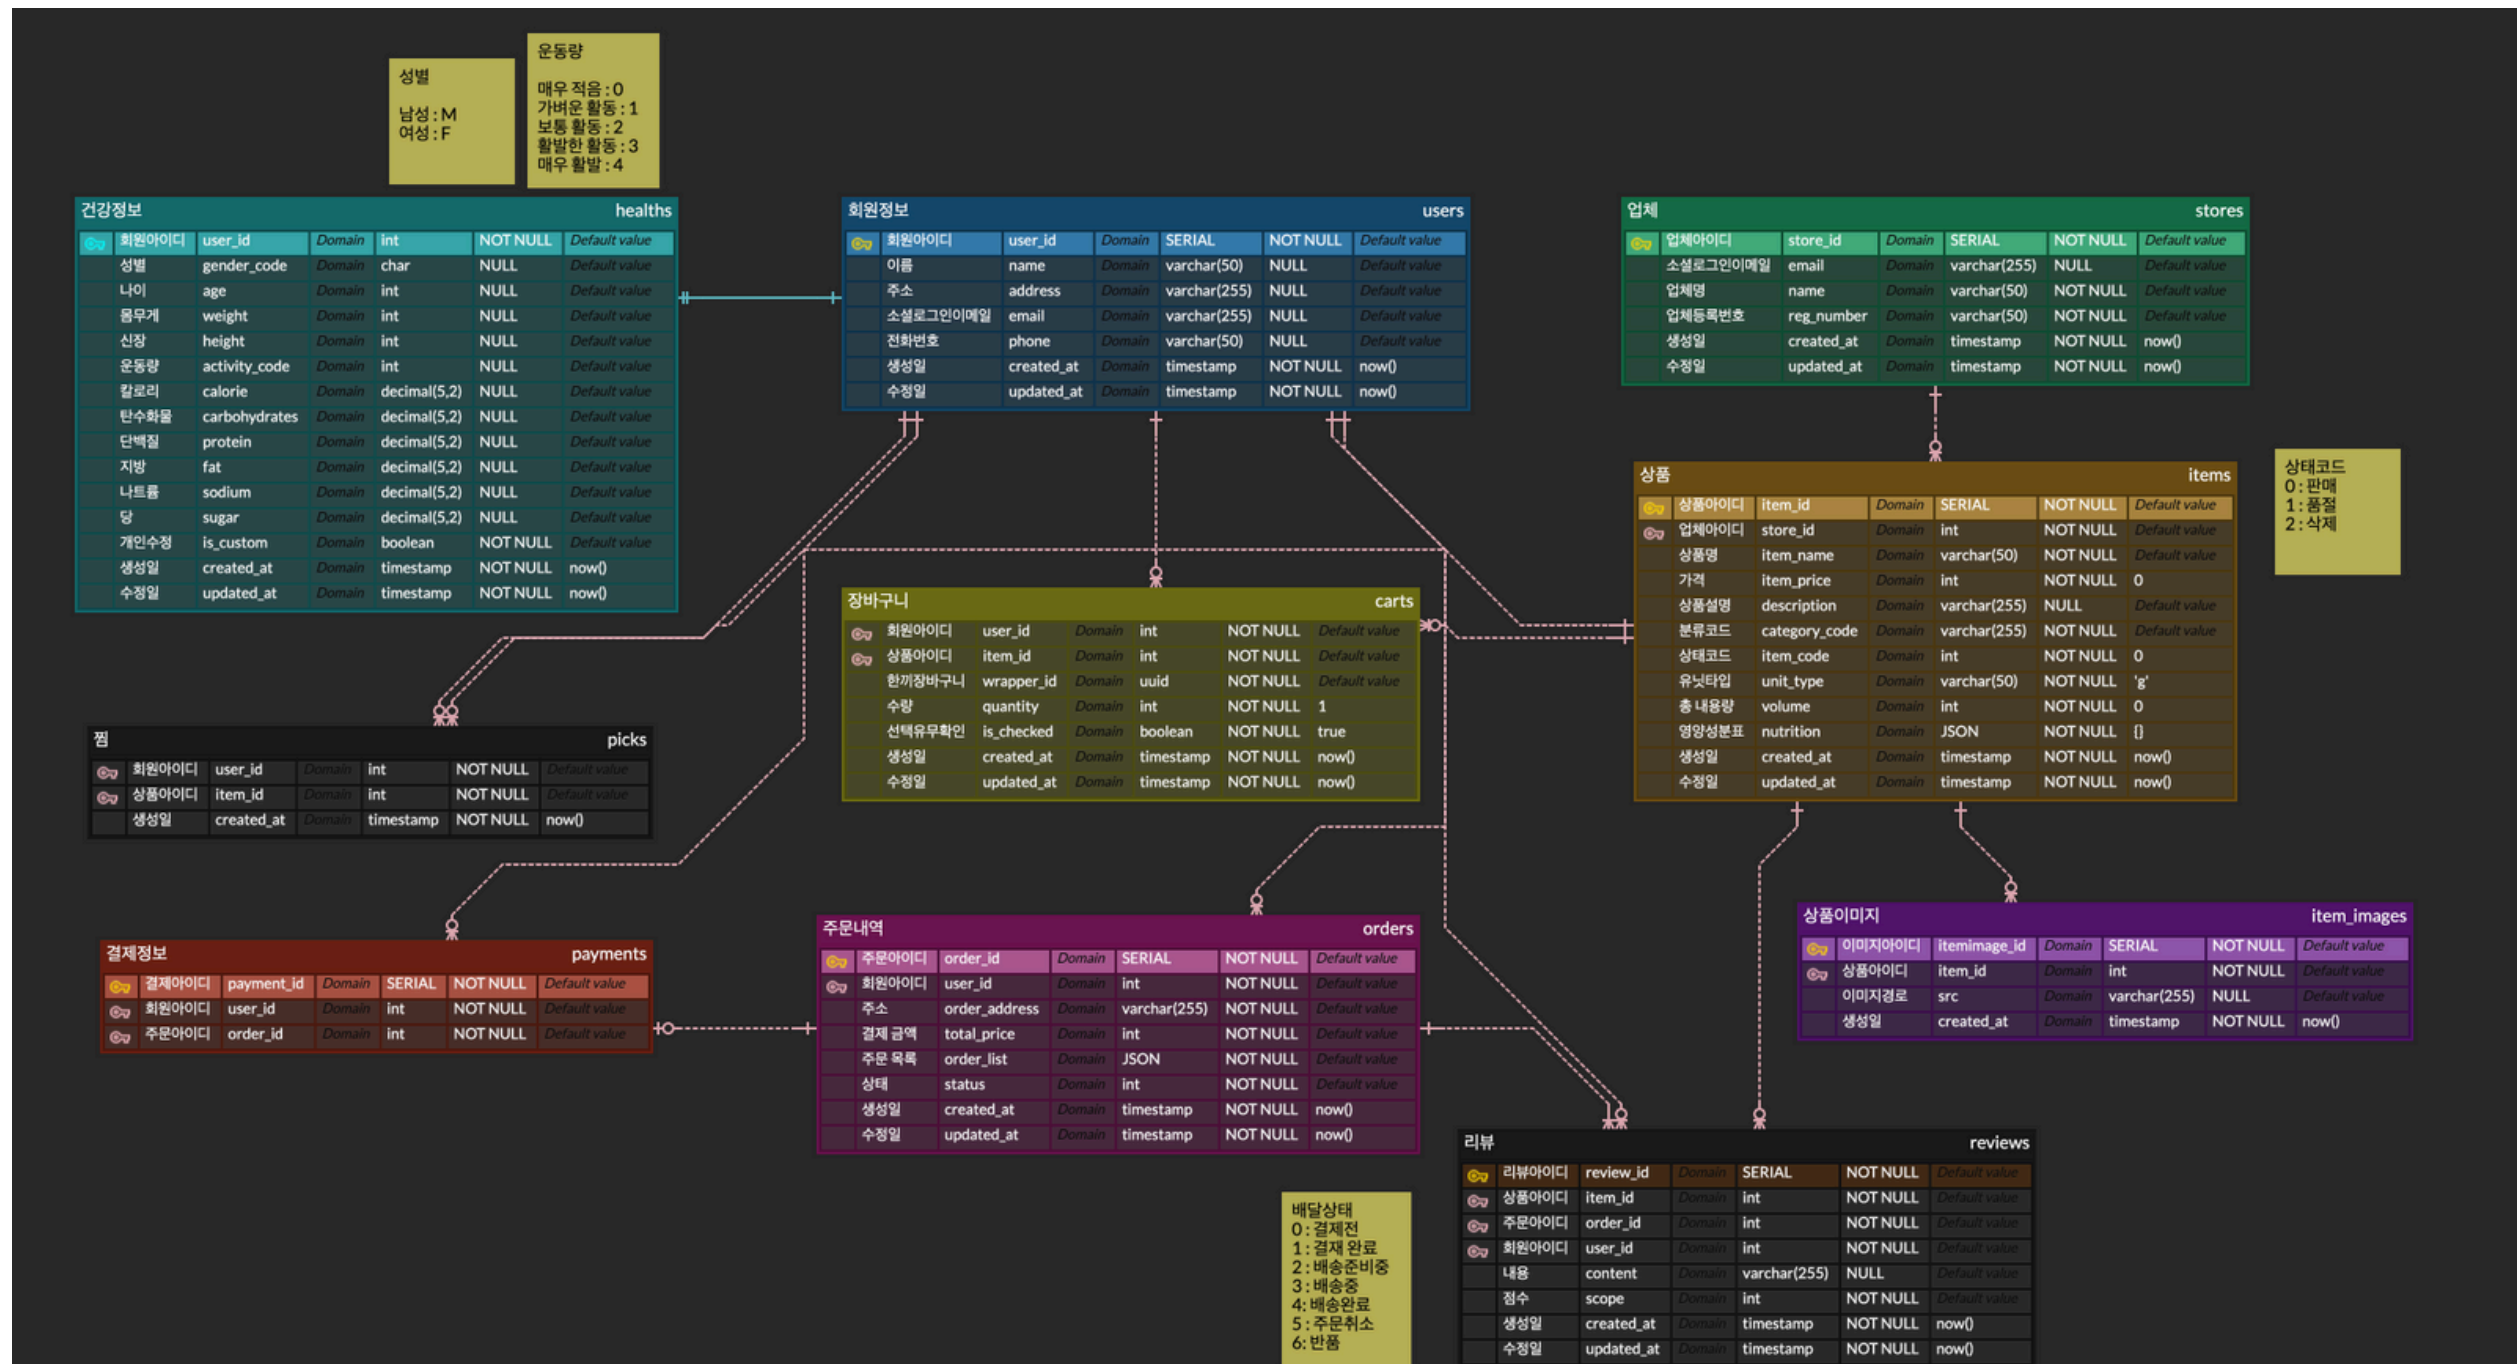 성별
남성 : M
여성 : F
운동량
매우 적음 : 0
가벼운 활동 : 1
보통 활동 : 2
활발한 활동 : 3
매우 활발 : 4
건강정보 healths
회원아이디 user_id Domain int NOT NULL Default value
성별 gender_code Domain char NULL Default value
나이 age Domain int NULL Default value
몸무게 weight Domain int NULL Default value
신장 height Domain int NULL Default value
운동량 activity_code Domain int NULL Default value
칼로리 calorie Domain decimal(5,2) NULL Default value
탄수화물 carbohydrates Domain decimal(5,2) NULL Default value
단백질 protein Domain decimal(5,2) NULL Default value
지방 fat Domain decimal(5,2) NULL Default value
나트륨 sodium Domain decimal(5,2) NULL Default value
당 sugar Domain decimal(5,2) NULL Default value
개인수정 is_custom Domain boolean NOT NULL Default value
생성일 created_at Domain timestamp NOT NULL now()
수정일 updated_at Domain timestamp NOT NULL now()
회원정보 users
회원아이디 user_id Domain SERIAL NOT NULL Default value
이름 name Domain varchar(50) NULL Default value
주소 address Domain varchar(255) NULL Default value
소셜로그인이메일 email Domain varchar(255) NULL Default value
전화번호 phone Domain varchar(50) NULL Default value
생성일 created_at Domain timestamp NOT NULL now()
수정일 updated_at Domain timestamp NOT NULL now()
업체 stores
업체아이디 store_id Domain SERIAL NOT NULL Default value
소셜로그인이메일 email Domain varchar(255) NULL Default value
업체명 name Domain varchar(50) NOT NULL Default value
업체등록번호 reg_number Domain varchar(50) NOT NULL Default value
생성일 created_at Domain timestamp NOT NULL now()
수정일 updated_at Domain timestamp NOT NULL now()
상품 items
상품아이디 item_id Domain SERIAL NOT NULL Default value
업체아이디 store_id Domain int NOT NULL Default value
상품명 item_name Domain varchar(50) NOT NULL Default value
가격 item_price Domain int NOT NULL 0
상품설명 description Domain varchar(255) NULL Default value
분류코드 category_code Domain varchar(255) NOT NULL Default value
상태코드 item_code Domain int NOT NULL 0
유닛타입 unit_type Domain varchar(50) NOT NULL 'g'
총 내용량 volume Domain int NOT NULL 0
영양성분표 nutrition Domain JSON NOT NULL {}
생성일 created_at Domain timestamp NOT NULL now()
수정일 updated_at Domain timestamp NOT NULL now()
상태코드
0 : 판매
1 : 품절
2 : 삭제
장바구니 carts
회원아이디 user_id Domain int NOT NULL Default value
상품아이디 item_id Domain int NOT NULL Default value
한끼장바구니 wrapper_id Domain uuid NOT NULL Default value
수량 quantity Domain int NOT NULL 1
선택유무확인 is_checked Domain boolean NOT NULL true
생성일 created_at Domain timestamp NOT NULL now()
수정일 updated_at Domain timestamp NOT NULL now()
찜 picks
회원아이디 user_id Domain int NOT NULL Default value
상품아이디 item_id Domain int NOT NULL Default value
생성일 created_at Domain timestamp NOT NULL now()
결제정보 payments
결제아이디 payment_id Domain SERIAL NOT NULL Default value
회원아이디 user_id Domain int NOT NULL Default value
주문아이디 order_id Domain int NOT NULL Default value
주문내역 orders
주문아이디 order_id Domain SERIAL NOT NULL Default value
회원아이디 user_id Domain int NOT NULL Default value
주소 order_address Domain varchar(255) NOT NULL Default value
결제 금액 total_price Domain int NOT NULL Default value
주문 목록 order_list Domain JSON NOT NULL Default value
상태 status Domain int NOT NULL Default value
생성일 created_at Domain timestamp NOT NULL now()
수정일 updated_at Domain timestamp NOT NULL now()
상품이미지 item_images
이미지아이디 itemimage_id Domain SERIAL NOT NULL Default value
상품아이디 item_id Domain int NOT NULL Default value
이미지경로 src Domain varchar(255) NULL Default value
생성일 created_at Domain timestamp NOT NULL now()
배달상태
0 : 결제전
1 : 결재 완료
2 : 배송준비중
3 : 배송중
4: 배송완료
5 : 주문취소
6: 반품
리뷰 reviews
리뷰아이디 review_id Domain SERIAL NOT NULL Default value
상품아이디 item_id Domain int NOT NULL Default value
주문아이디 order_id Domain int NOT NULL Default value
회원아이디 user_id Domain int NOT NULL Default value
내용 content Domain varchar(255) NULL Default value
점수 scope Domain int NOT NULL Default value
생성일 created_at Domain timestamp NOT NULL now()
수정일 updated_at Domain timestamp NOT NULL now()